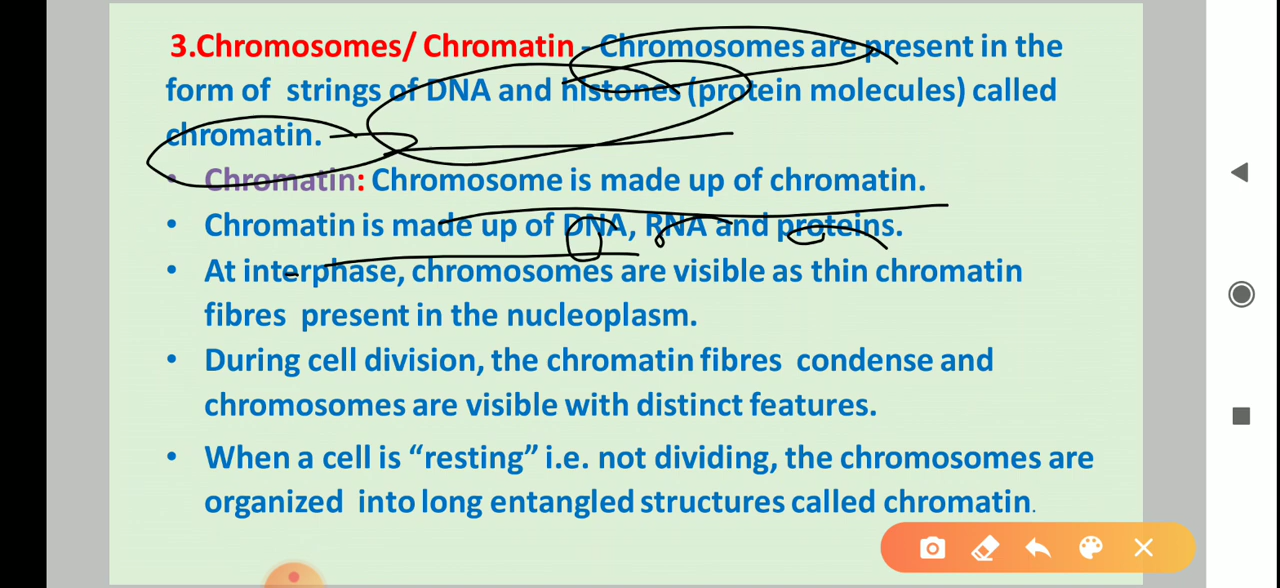 3.Chromosomes/ Chromatin - Chromosomes are present in the
form of strings of DNA and histones (protein molecules) called
chromatin.
• Chromatin: Chromosome is made up of chromatin.
• Chromatin is made up of DNA, RNA and proteins.
• At interphase, chromosomes are visible as thin chromatin
fibres present in the nucleoplasm.
• During cell division, the chromatin fibres condense and
chromosomes are visible with distinct features.
• When a cell is “resting” i.e. not dividing, the chromosomes are
organized into long entangled structures called chromatin.